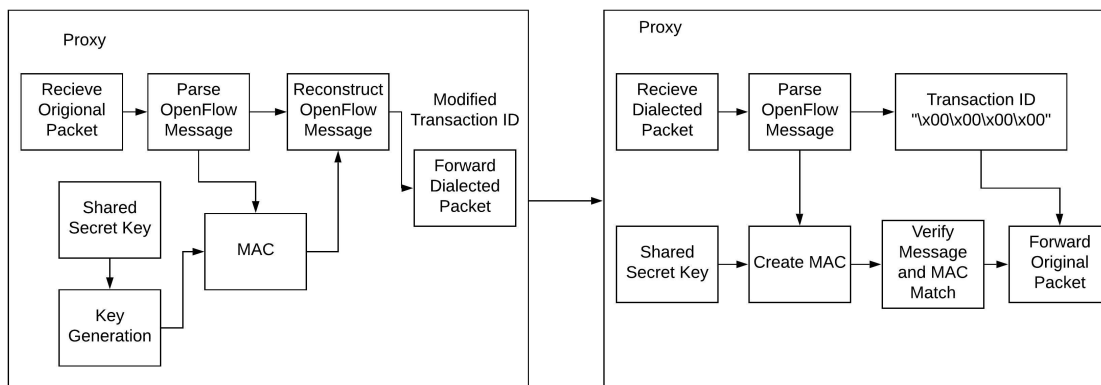 Proxy
Recieve
Origional
Packet
Parse
OpenFlow
Message
Reconstruct
OpenFlow
Message
Modified
Transaction ID
Forward
Dialected
Packet
Shared
Secret Key
MAC
Key
Generation
Proxy
Recieve
Dialected
Packet
Parse
OpenFlow
Message
Transaction ID
"\x00\x00\x00\x00"
Shared
Secret Key
Create MAC
Verify
Message
and MAC
Match
Forward
Original
Packet